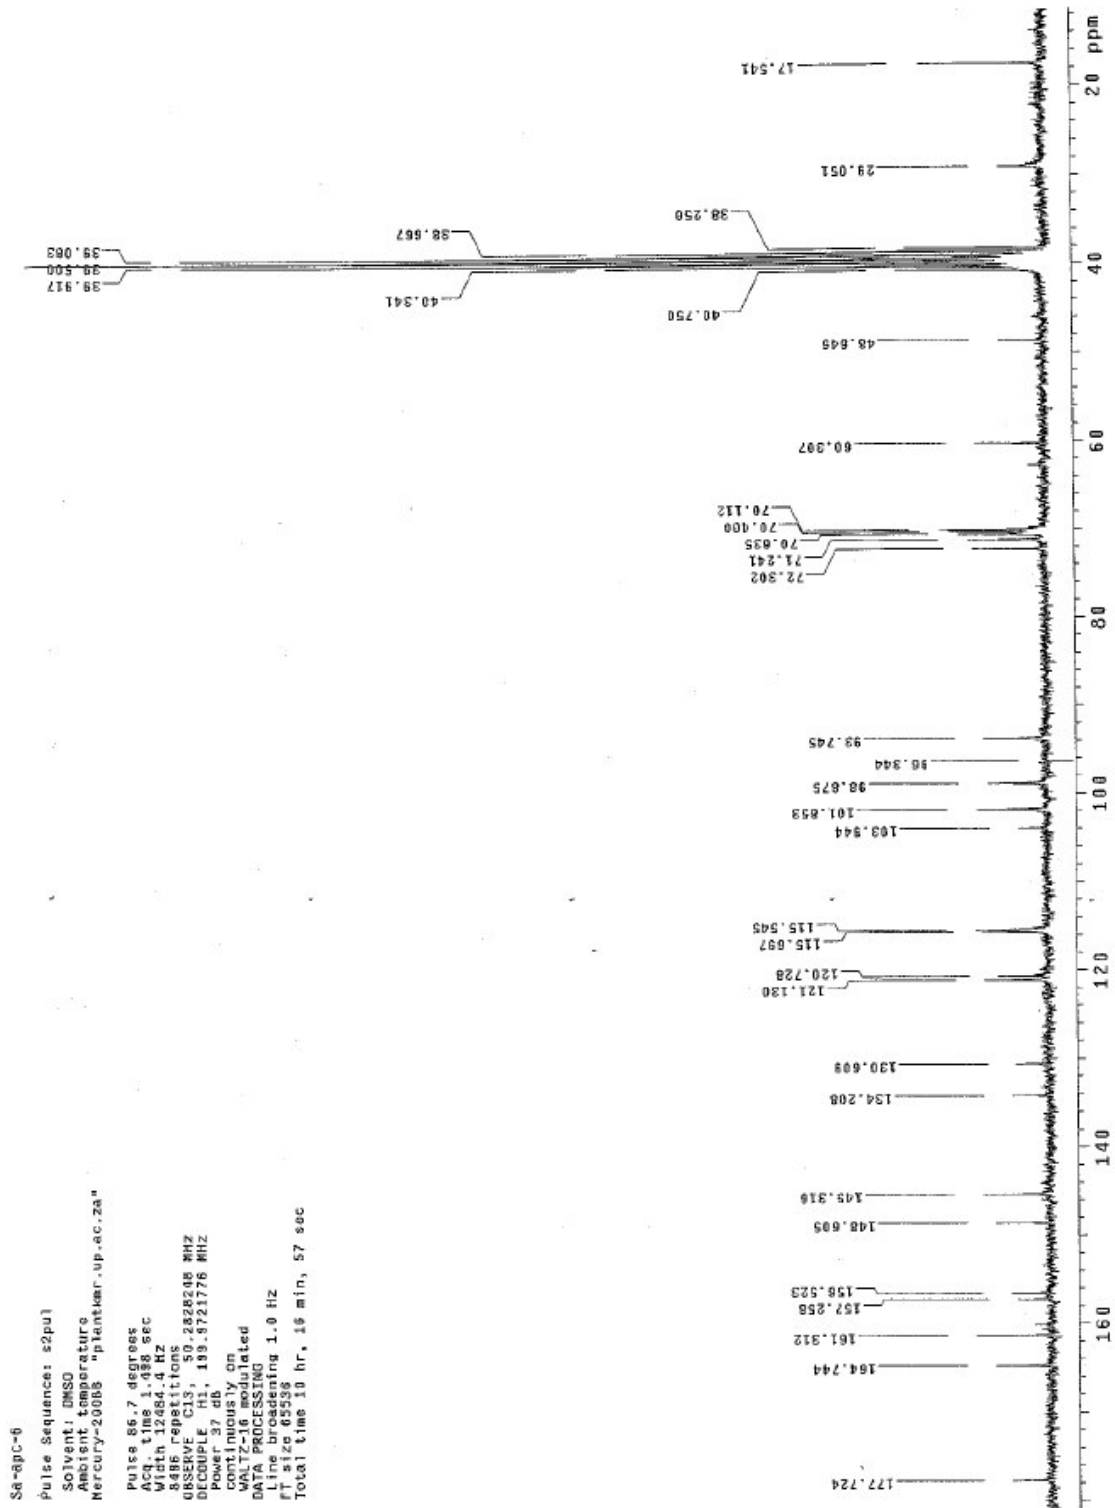 Sa-apC-6
Pulse Sequence: s2pul
Solvent: DMSO
Ambient temperature
Mercury-200BB "plantkmr.up.ac.za"
Pulse 86.7 degrees
Acq. time 1.498 sec
Width 12484.4 Hz
8486 repetitions
OBSERVE C13, 50.2828248 MHz
DECOUPLE H1, 199.9721776 MHz
Power 37 dB
continuously on
WALTZ-16 modulated
DATA PROCESSING
Line broadening 1.0 Hz
FT size 65536
Total time 10 hr, 16 min, 57 sec
177.724
164.744
161.312
157.258
156.523
148.605
145.316
134.208
130.609
121.130
120.728
115.697
115.545
103.944
101.853
98.875
96.344
93.745
72.302
71.241
70.635
70.400
70.112
60.307
48.645
40.750
40.341
39.917
39.500
39.083
38.667
38.250
29.051
17.541
160
140
120
100
80
60
40
20
ppm